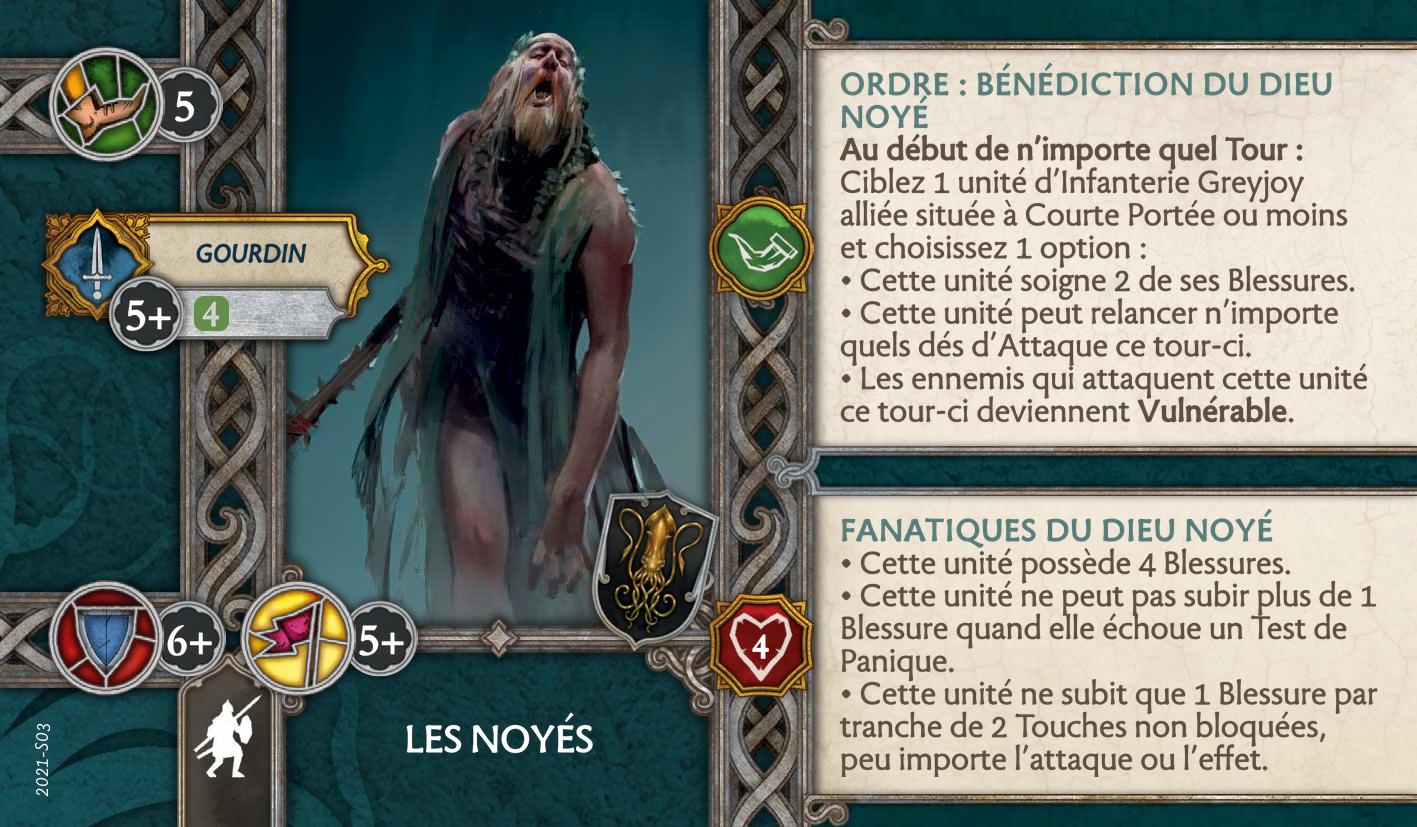 5
GOURDIN
5+ 4
6+ 5+
LES NOYÉS
2021-S03
ORDRE : BÉNÉDICTION DU DIEU
NOYÉ
Au début de n'importe quel Tour :
Ciblez 1 unité d'Infanterie Greyjoy
alliée située à Courte Portée ou moins
et choisissez 1 option :
• Cette unité soigne 2 de ses Blessures.
• Cette unité peut relancer n'importe
quels dés d'Attaque ce tour-ci.
• Les ennemis qui attaquent cette unité
ce tour-ci deviennent Vulnérable.
4
FANATIQUES DU DIEU NOYÉ
• Cette unité possède 4 Blessures.
• Cette unité ne peut pas subir plus de 1
Blessure quand elle échoue un Test de
Panique.
• Cette unité ne subit que 1 Blessure par
tranche de 2 Touches non bloquées,
peu importe l'attaque ou l'effet.